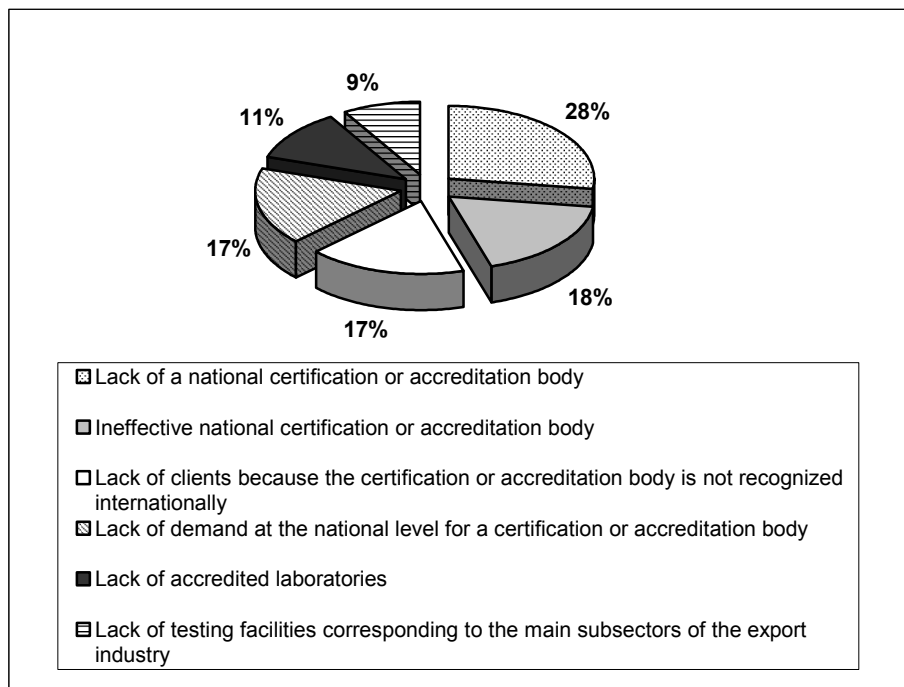 9%
28%
11%
17%
18%
17%
Lack of a national certification or accreditation body
Ineffective national certification or accreditation body
Lack of clients because the certification or accreditation body is not recognized
internationally
Lack of demand at the national level for a certification or accreditation body
Lack of accredited laboratories
Lack of testing facilities corresponding to the main subsectors of the export
industry